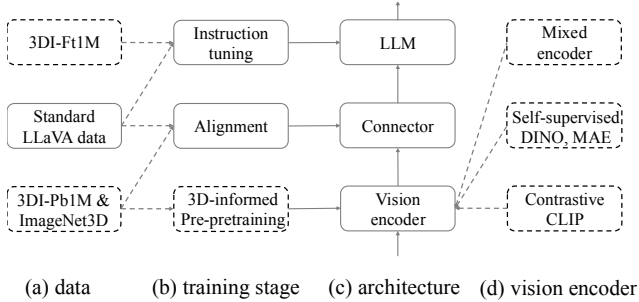 3DI-Ft1M
Instruction
tuning
LLM
Mixed
encoder
Standard
LLaVA data
Alignment
Connector
Self-supervised
DINO, MAE
3DI-Pb1M &
ImageNet3D
3D-informed
Pre-pretraining
Vision
encoder
Contrastive
CLIP
(a) data
(b) training stage
(c) architecture
(d) vision encoder